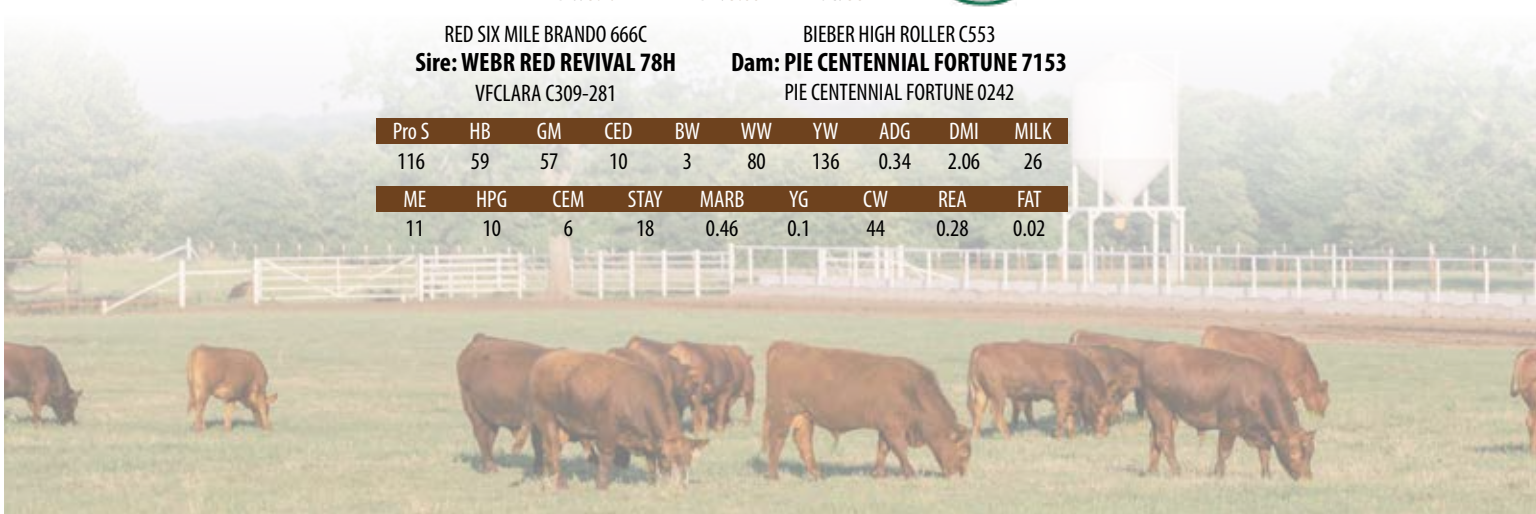 RED SIX MILE BRANDO 666C
Sire: WEBR RED REVIVAL 78H
VFCLARA C309-281
BIEBER HIGH ROLLER C553
Dam: PIE CENTENNIAL FORTUNE 7153
PIE CENTENNIAL FORTUNE 0242
Pro S HB GM CED BW WW YW ADG DMI MILK
116 59 57 10 3 80 136 0.34 2.06 26
ME HPG CEM STAY MARB YG CW REA FAT
11 10 6 18 0.46 0.1 44 0.28 0.02